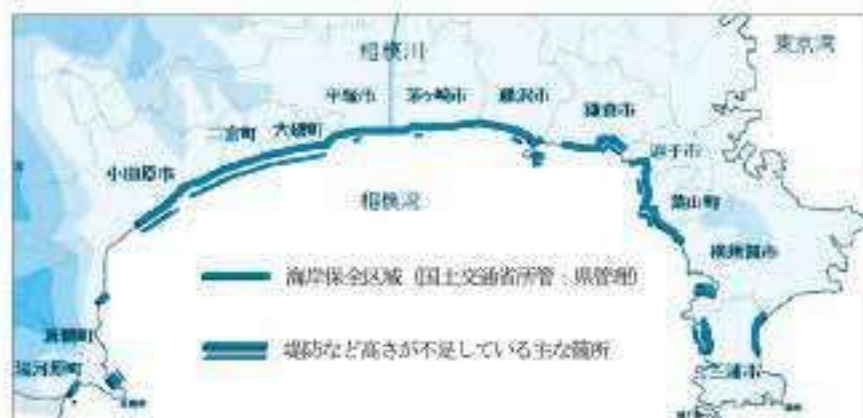 東京湾
相模川
平塚市 茅ヶ崎市 藤沢市
鎌倉市
二宮町 大磯町
逗子市
小田原市
相模湾
葉山町
横須賀市
海岸保全区域（国土交通省所管・県管理）
真鶴町
堤防など高さが不足している主な箇所
湯河原町
三浦市